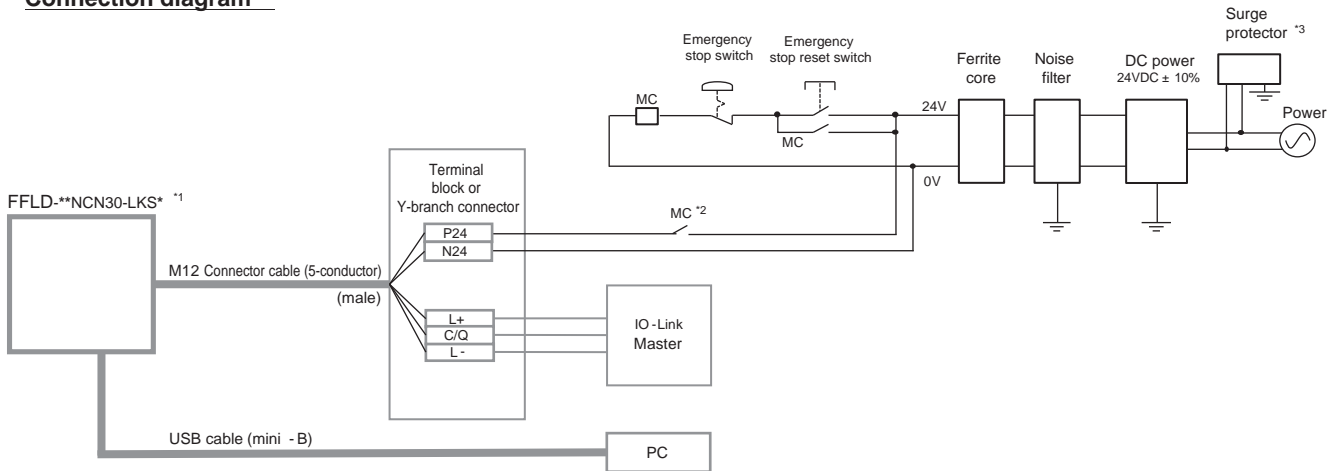 Connection diagram
Surge
protector *3
Emergency
stop switch
Emergency
stop reset switch
Ferrite
core
Noise
filter
DC power
24VDC ± 10%
MC
24V
Power
MC
0V
Terminal
block or
Y-branch connector
FFLD-**NCN30-LKS* *1
MC *2
P24
N24
M12 Connector cable (5-conductor)
(male)
L+
C/Q
L -
IO -Link
Master
USB cable (mini - B)
PC